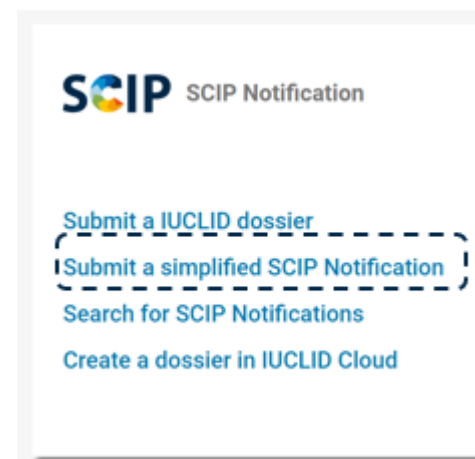 SCIP SCIP Notification
Submit a IUCLID dossier
Submit a simplified SCIP Notification
Search for SCIP Notifications
Create a dossier in IUCLID Cloud